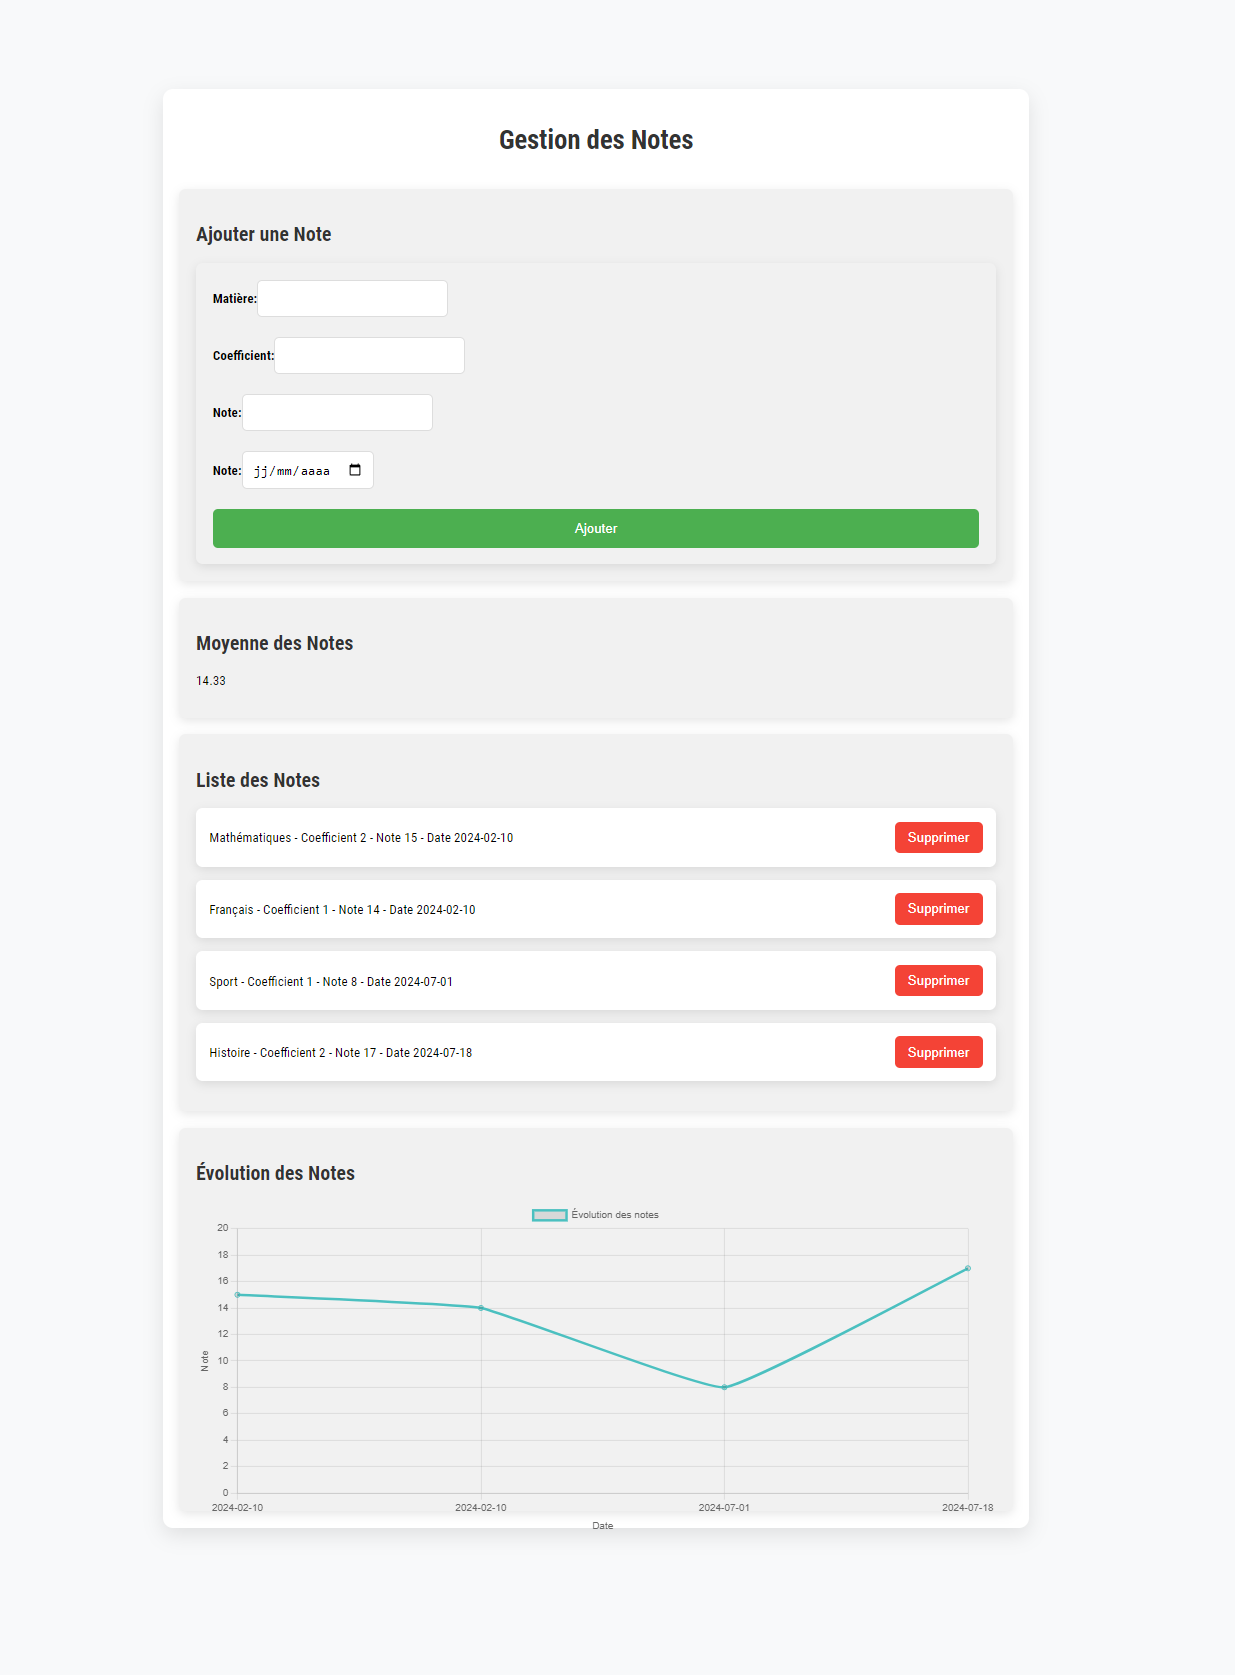 Gestion des Notes
Ajouter une Note
Matière:
Coefficient:
Note:
Note: jj/mm/aaaa
Ajouter
Moyenne des Notes
14.33
Liste des Notes
Mathématiques - Coefficient 2 - Note 15 - Date 2024-02-10 Supprimer
Français - Coefficient 1 - Note 14 - Date 2024-02-10 Supprimer
Sport - Coefficient 1 - Note 8 - Date 2024-07-01 Supprimer
Histoire - Coefficient 2 - Note 17 - Date 2024-07-18 Supprimer
Évolution des Notes
Évolution des notes
20
18
16
14
12
10
8
6
4
2
0
Note
2024-02-10 2024-02-10 2024-07-01 2024-07-18
Date